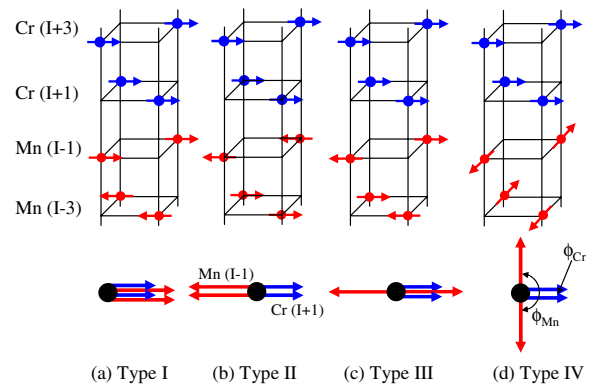 Cr (I+3)
Cr (I+1)
Mn (I-1)
Mn (I-3)
Mn (I-1)
Cr (I+1)
ϕCr
ϕMn
(a) Type I
(b) Type II
(c) Type III
(d) Type IV